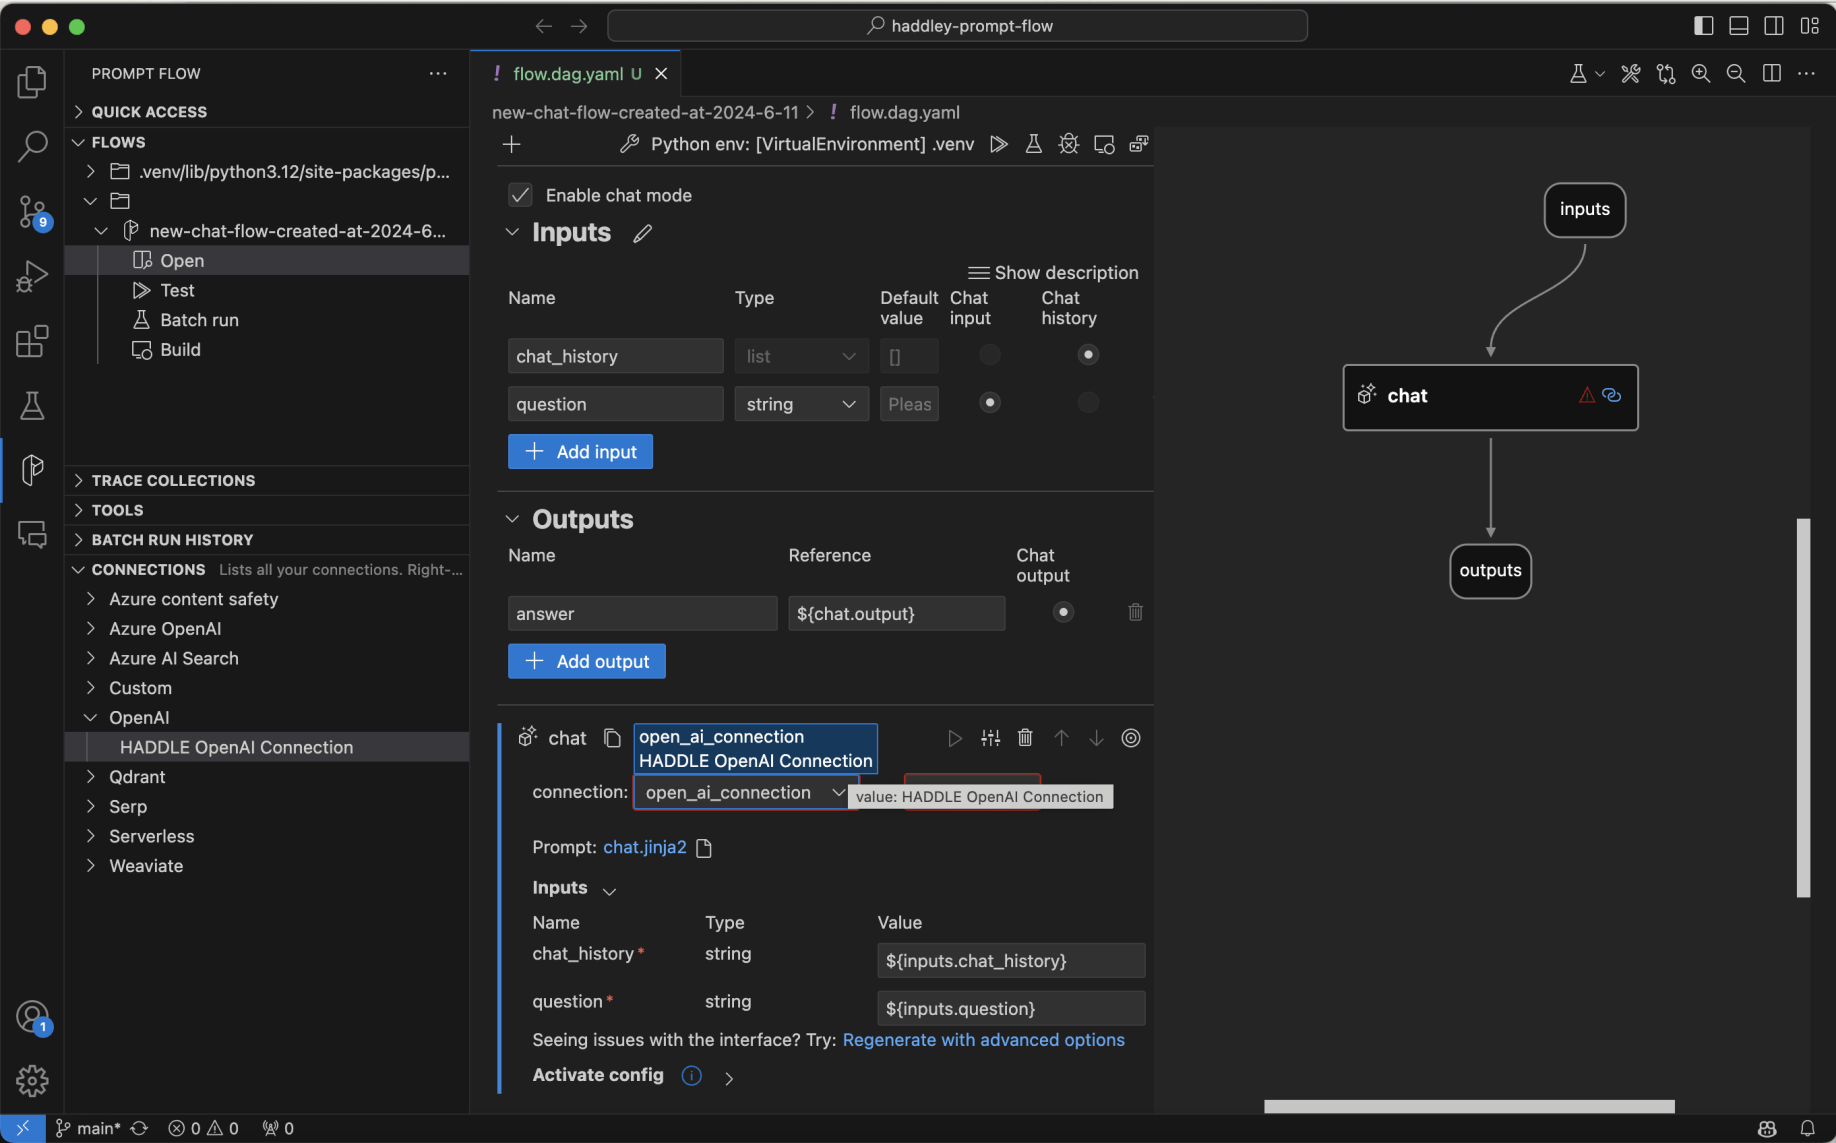 haddley-prompt-flow
PROMPT FLOW
QUICK ACCESS
FLOWS
.venv/lib/python3.12/site-packages/p...
new-chat-flow-created-at-2024-6...
Open
Test
Batch run
Build
TRACE COLLECTIONS
TOOLS
BATCH RUN HISTORY
CONNECTIONS Lists all your connections. Right-...
Azure content safety
Azure OpenAI
Azure AI Search
Custom
OpenAI
HADDLE OpenAI Connection
Qdrant
Serp
Serverless
Weaviate
9
1
! flow.dag.yaml U
new-chat-flow-created-at-2024-6-11 > ! flow.dag.yaml
Python env: [VirtualEnvironment] .venv
Enable chat mode
Inputs
Show description
Name Type Default value Chat input Chat history
chat_history list []
question string Pleas
Add input
Outputs
Name Reference Chat output
answer ${chat.output}
Add output
chat
open_ai_connection
HADDLE OpenAI Connection
connection: open_ai_connection
value: HADDLE OpenAI Connection
Prompt: chat.jinja2
Inputs
Name Type Value
chat_history* string ${inputs.chat_history}
question* string ${inputs.question}
Seeing issues with the interface? Try: Regenerate with advanced options
Activate config
inputs
chat
outputs
main* 0 0 0